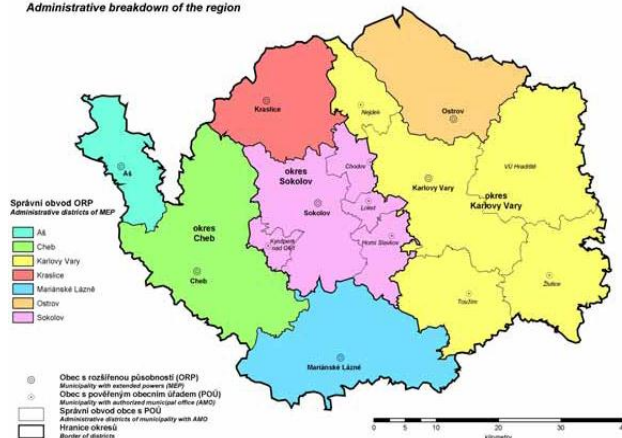 Administrative breakdown of the region
Kraslice
Nejdek
Ostrov
Aš
okres
Sokolov
Chodov
VÚ Hradiště
Karlovy Vary
okres
Karlovy Vary
Sokolov
Loket
Správní obvod ORP
Administrative districts of MEP
okres
Cheb
Kynšperk
nad Ohří
Horní Slavkov
Aš
Cheb
Karlovy Vary
Kraslice
Mariánské Lázně
Ostrov
Sokolov
Cheb
Toužim
Žlutice
Mariánské Lázně
Obec s rozšířenou působností (ORP)
Municipality with extended powers (MEP)
Obec s pověřeným obecním úřadem (POÚ)
Municipality with authorized municipal office (AMO)
Správní obvod obce s POÚ
Administrative districts of municipality with AMO
Hranice okresů
Border of districts
0 5 10 20 30